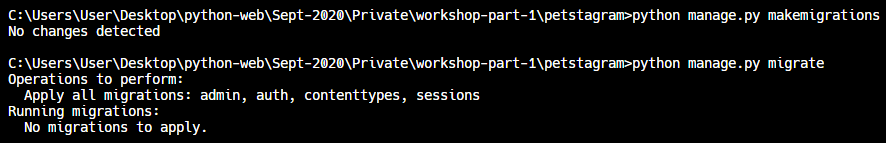 C:\Users\User\Desktop\python-web\Sept-2020\Private\workshop-part-1\petstagram>python manage.py makemigrations
No changes detected
C:\Users\User\Desktop\python-web\Sept-2020\Private\workshop-part-1\petstagram>python manage.py migrate
Operations to perform:
  Apply all migrations: admin, auth, contenttypes, sessions
Running migrations:
  No migrations to apply.